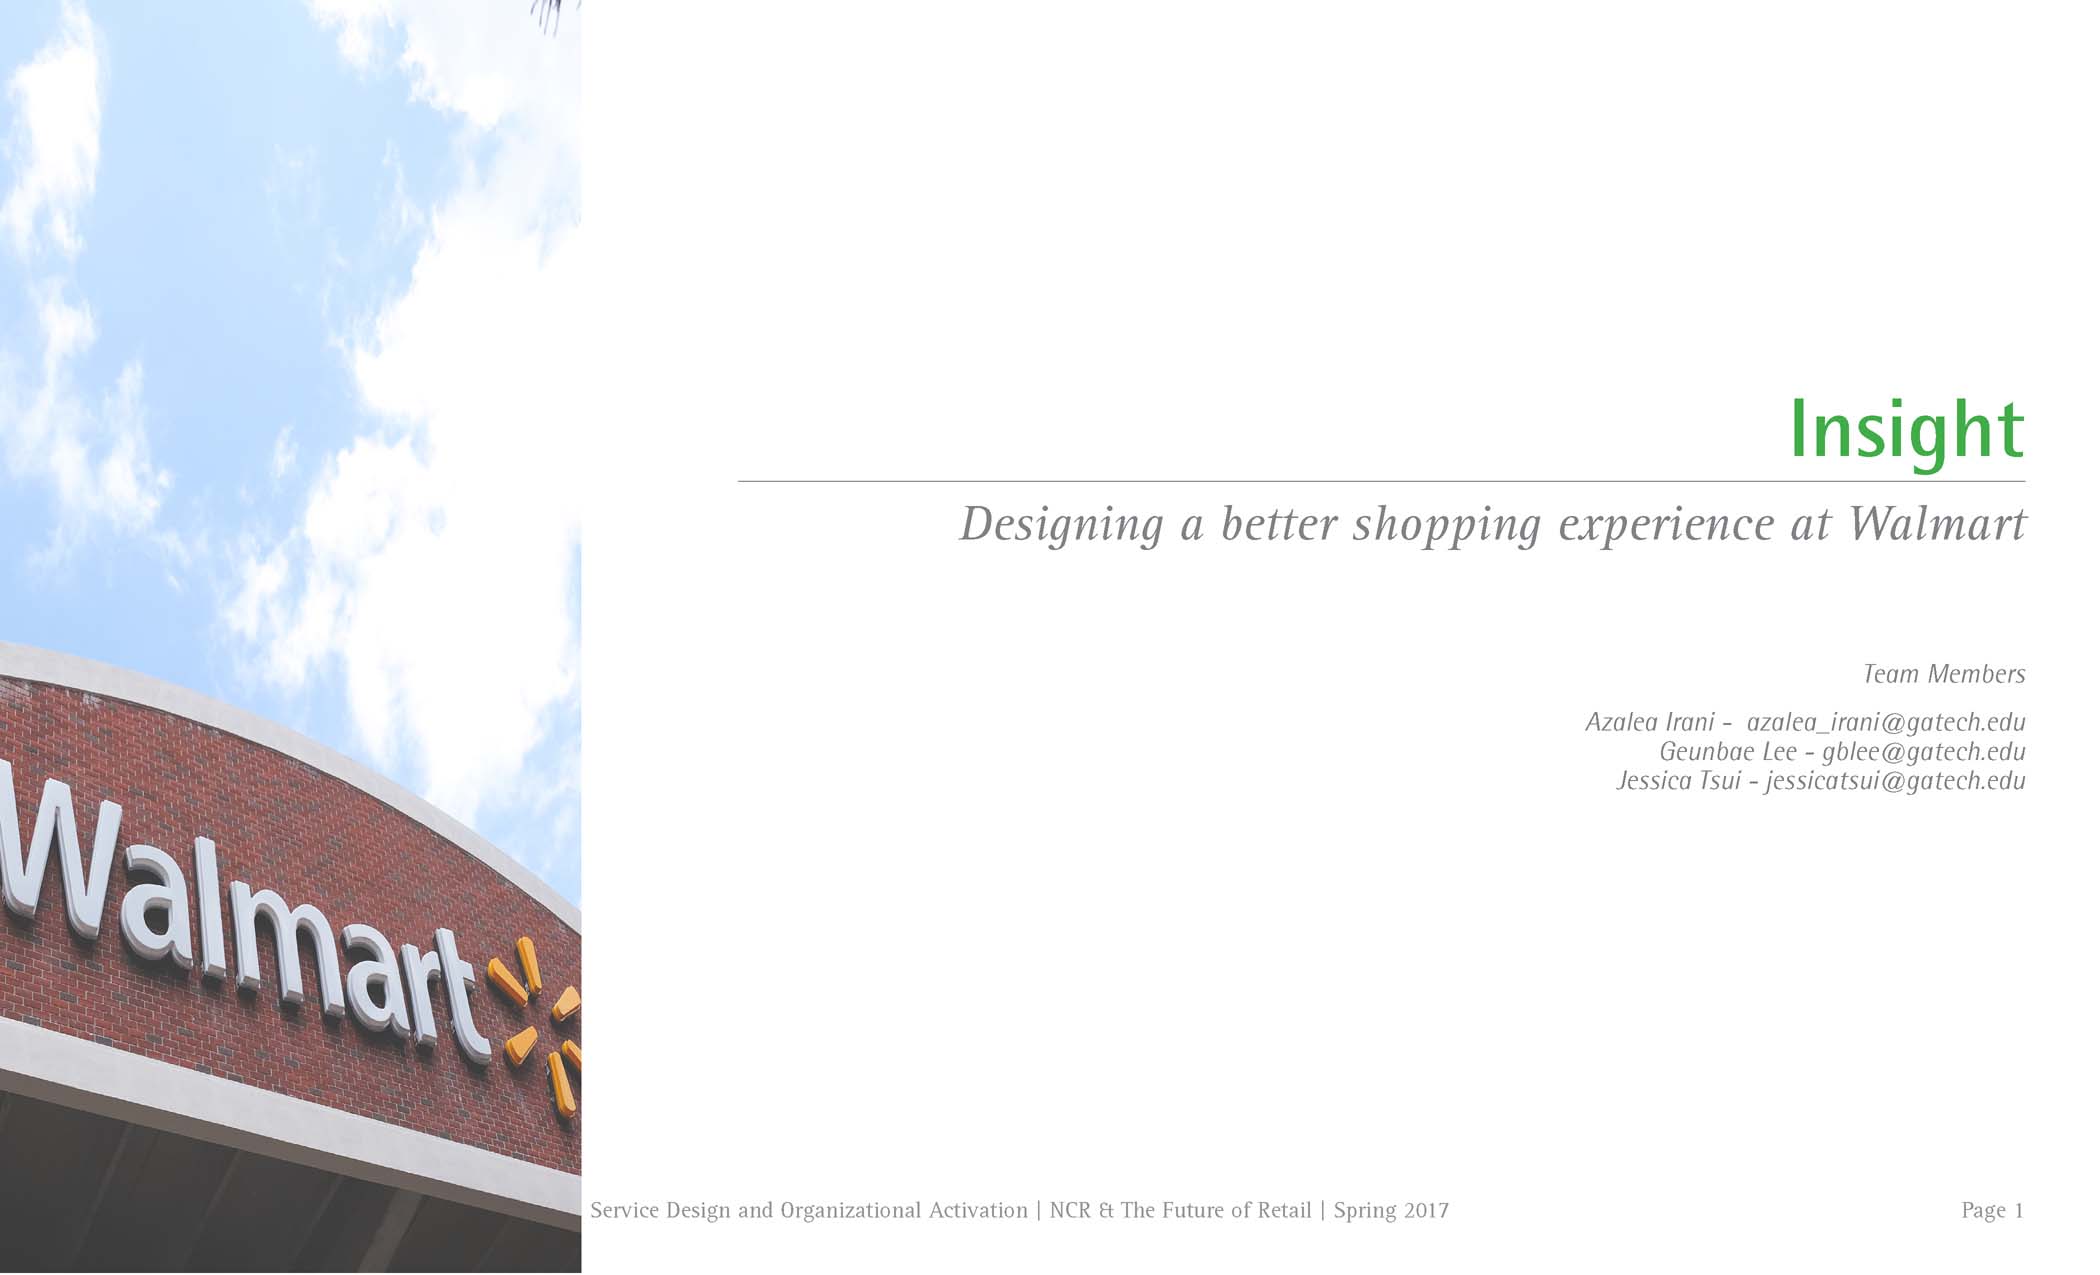 Walmart
Insight
Designing a better shopping experience at Walmart
Team Members
Azalea Irani -  azalea_irani@gatech.edu
Geunbae Lee - gblee@gatech.edu
Jessica Tsui - jessicatsui@gatech.edu
Service Design and Organizational Activation | NCR & The Future of Retail | Spring 2017
Page 1